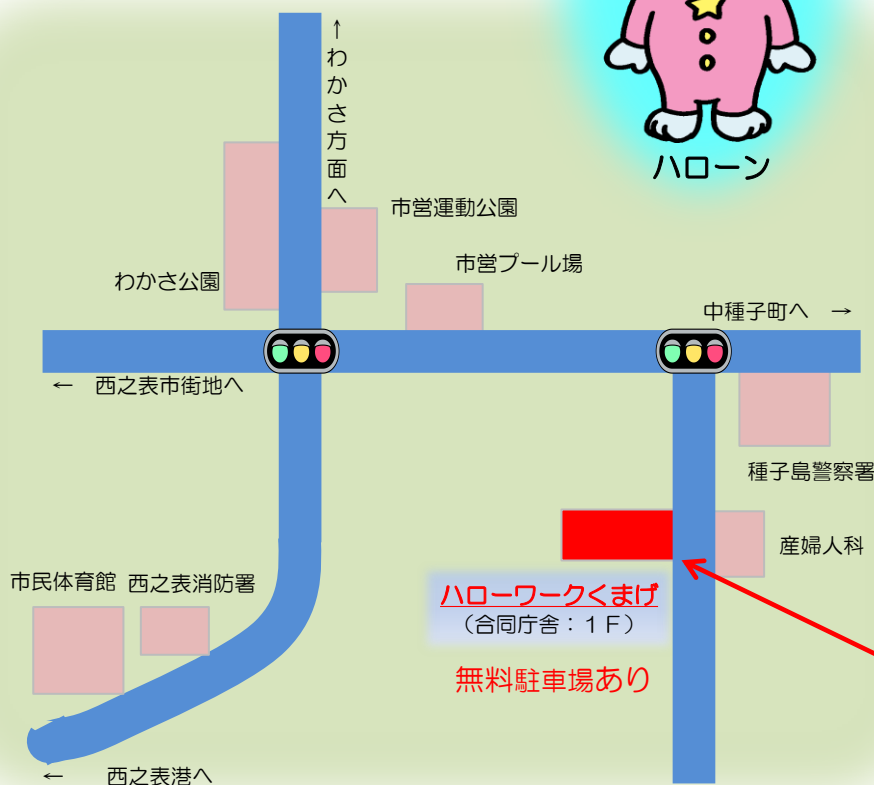 ↑わかさ方面へ
ハローン
市営運動公園
市営プール場
わかさ公園
中種子町へ →
← 西之表市街地へ
種子島警察署
産婦人科
市民体育館
西之表消防署
ハローワークくまげ
（合同庁舎：１Ｆ）
無料駐車場あり
← 西之表港へ